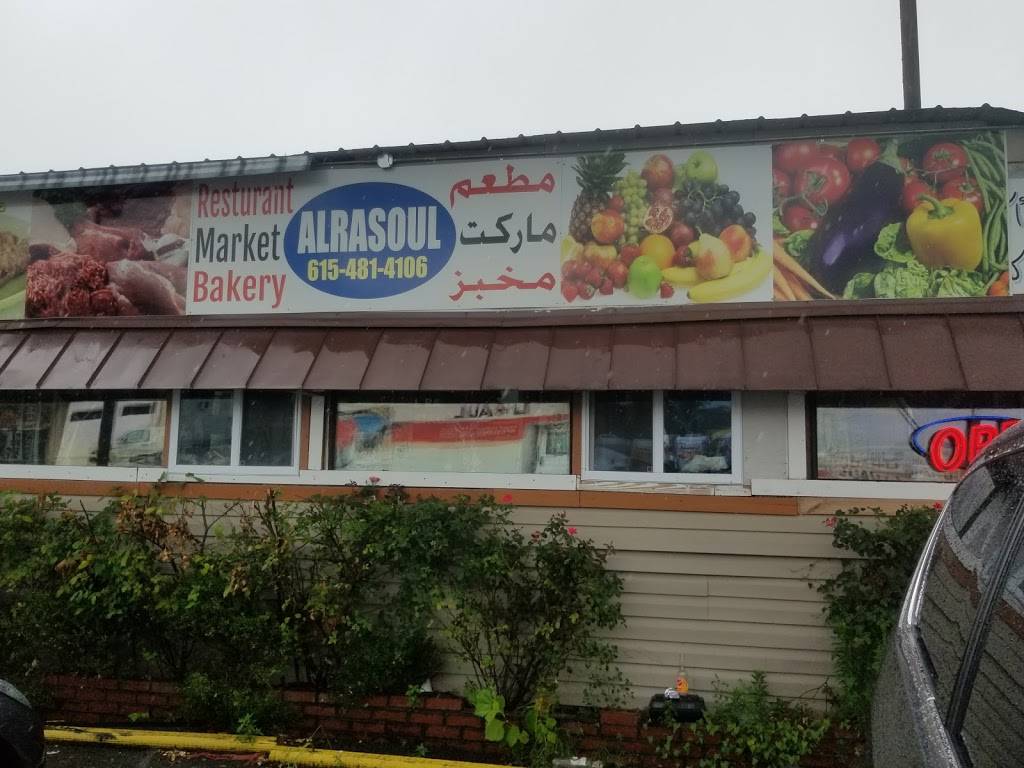 Resturant
Market
Bakery
ALRASOUL
615-481-4106
مطعم
ماركت
مخبز